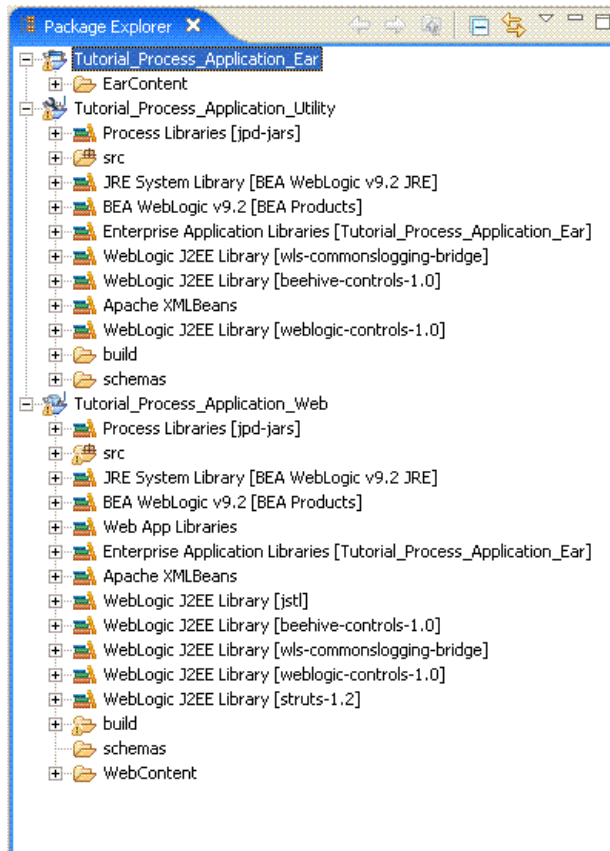 Package Explorer
Tutorial_Process_Application_Ear
EarContent
Tutorial_Process_Application_Utility
Process Libraries [jpd-jars]
src
JRE System Library [BEA WebLogic v9.2 JRE]
BEA WebLogic v9.2 [BEA Products]
Enterprise Application Libraries [Tutorial_Process_Application_Ear]
WebLogic J2EE Library [wls-commonslogging-bridge]
WebLogic J2EE Library [beehive-controls-1.0]
Apache XMLBeans
WebLogic J2EE Library [weblogic-controls-1.0]
build
schemas
Tutorial_Process_Application_Web
Process Libraries [jpd-jars]
src
JRE System Library [BEA WebLogic v9.2 JRE]
BEA WebLogic v9.2 [BEA Products]
Web App Libraries
Enterprise Application Libraries [Tutorial_Process_Application_Ear]
Apache XMLBeans
WebLogic J2EE Library [jstl]
WebLogic J2EE Library [beehive-controls-1.0]
WebLogic J2EE Library [wls-commonslogging-bridge]
WebLogic J2EE Library [weblogic-controls-1.0]
WebLogic J2EE Library [struts-1.2]
build
schemas
WebContent